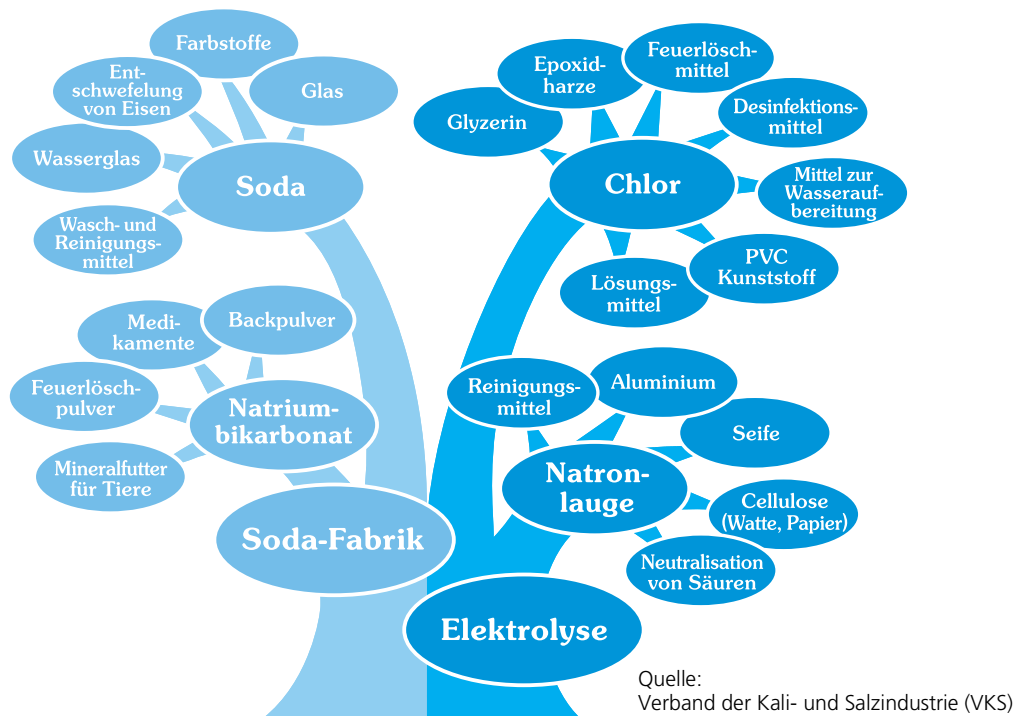 Farbstoffe
Ent-
schwefelung
von Eisen
Glas
Wasserglas
Soda
Wasch- und
Reinigungs-
mittel
Medi-
kamente
Backpulver
Feuerlösch-
pulver
Natrium-
bikarbonat
Mineralfutter
für Tiere
Soda-Fabrik
Epoxid-
harze
Feuerlösch-
mittel
Glyzerin
Desinfektions-
mittel
Chlor
Mittel zur
Wasserauf-
bereitung
PVC
Kunststoff
Lösungs-
mittel
Reinigungs-
mittel
Aluminium
Seife
Natron-
lauge
Cellulose
(Watte, Papier)
Neutralisation
von Säuren
Elektrolyse
Quelle:
Verband der Kali- und Salzindustrie (VKS)